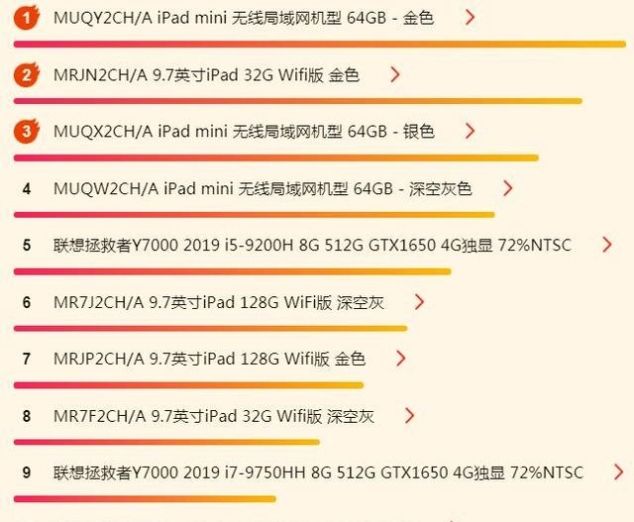 1 MUQY2CH/A iPad mini 无线局域网机型 64GB - 金色
2 MRJN2CH/A 9.7英寸iPad 32G Wifi版 金色
3 MUQX2CH/A iPad mini 无线局域网机型 64GB - 银色
4 MUQW2CH/A iPad mini 无线局域网机型 64GB - 深空灰色
5 联想拯救者Y7000 2019 i5-9200H 8G 512G GTX1650 4G独显 72%NTSC
6 MR7J2CH/A 9.7英寸iPad 128G WiFi版 深空灰
7 MRJP2CH/A 9.7英寸iPad 128G Wifi版 金色
8 MR7F2CH/A 9.7英寸iPad 32G Wifi版 深空灰
9 联想拯救者Y7000 2019 i7-9750HH 8G 512G GTX1650 4G独显 72%NTSC